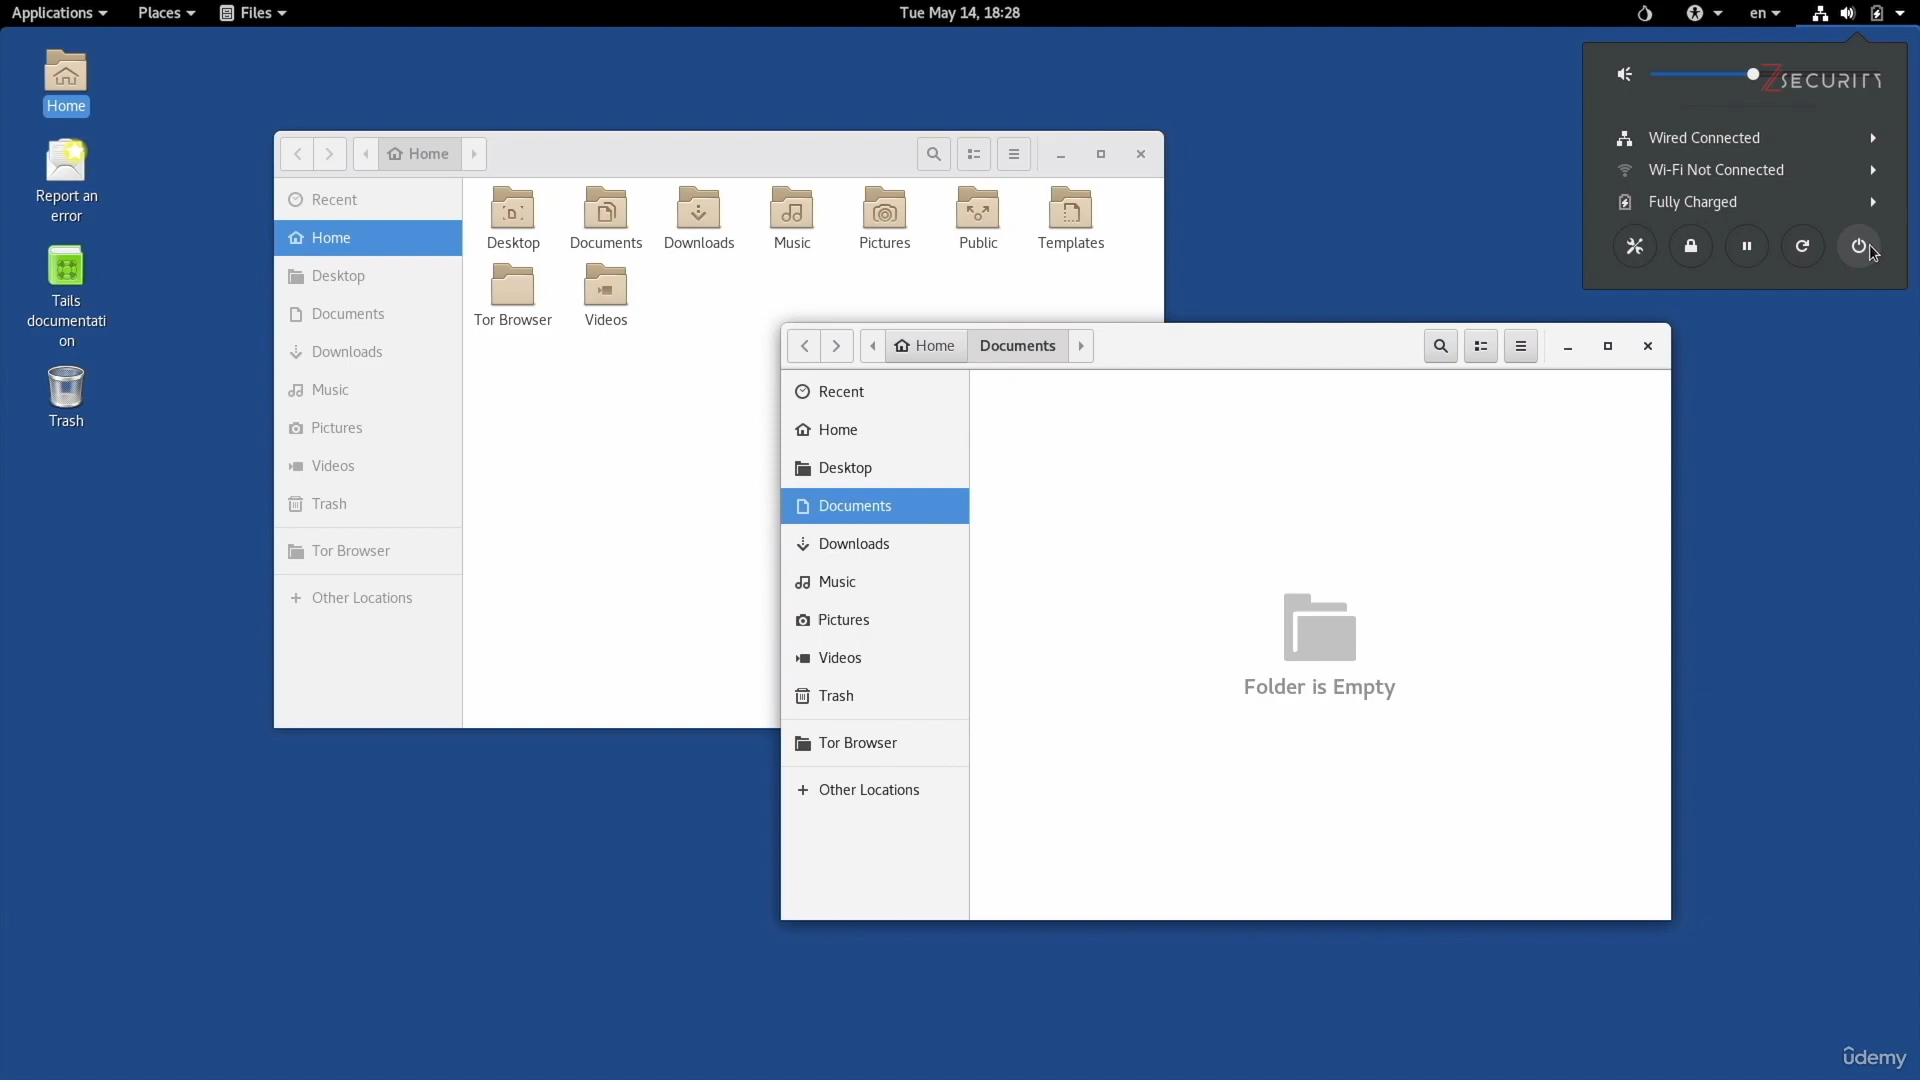 Applications Places Files Tue May 14, 18:28 en
Home
Report an
error
Tails
documentati
on
Trash
Home
Recent
Home
Desktop
Documents
Downloads
Music
Pictures
Videos
Trash
Tor Browser
Other Locations
Desktop Documents Downloads Music Pictures Public Templates
Tor Browser Videos
Home Documents
Recent
Home
Desktop
Documents
Downloads
Music
Pictures
Videos
Trash
Tor Browser
Other Locations
Folder is Empty
ZSECURITY
Wired Connected
Wi-Fi Not Connected
Fully Charged
ûdemy